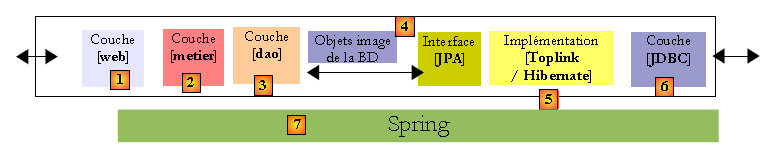 4
Couche
[web]
1
Couche
[metier]
2
Couche
[dao]
3
Objets image
de la BD
Interface
[JPA]
Implémentation
[Toplink
/ Hibernate]
5
Couche
[JDBC]
6
7
Spring